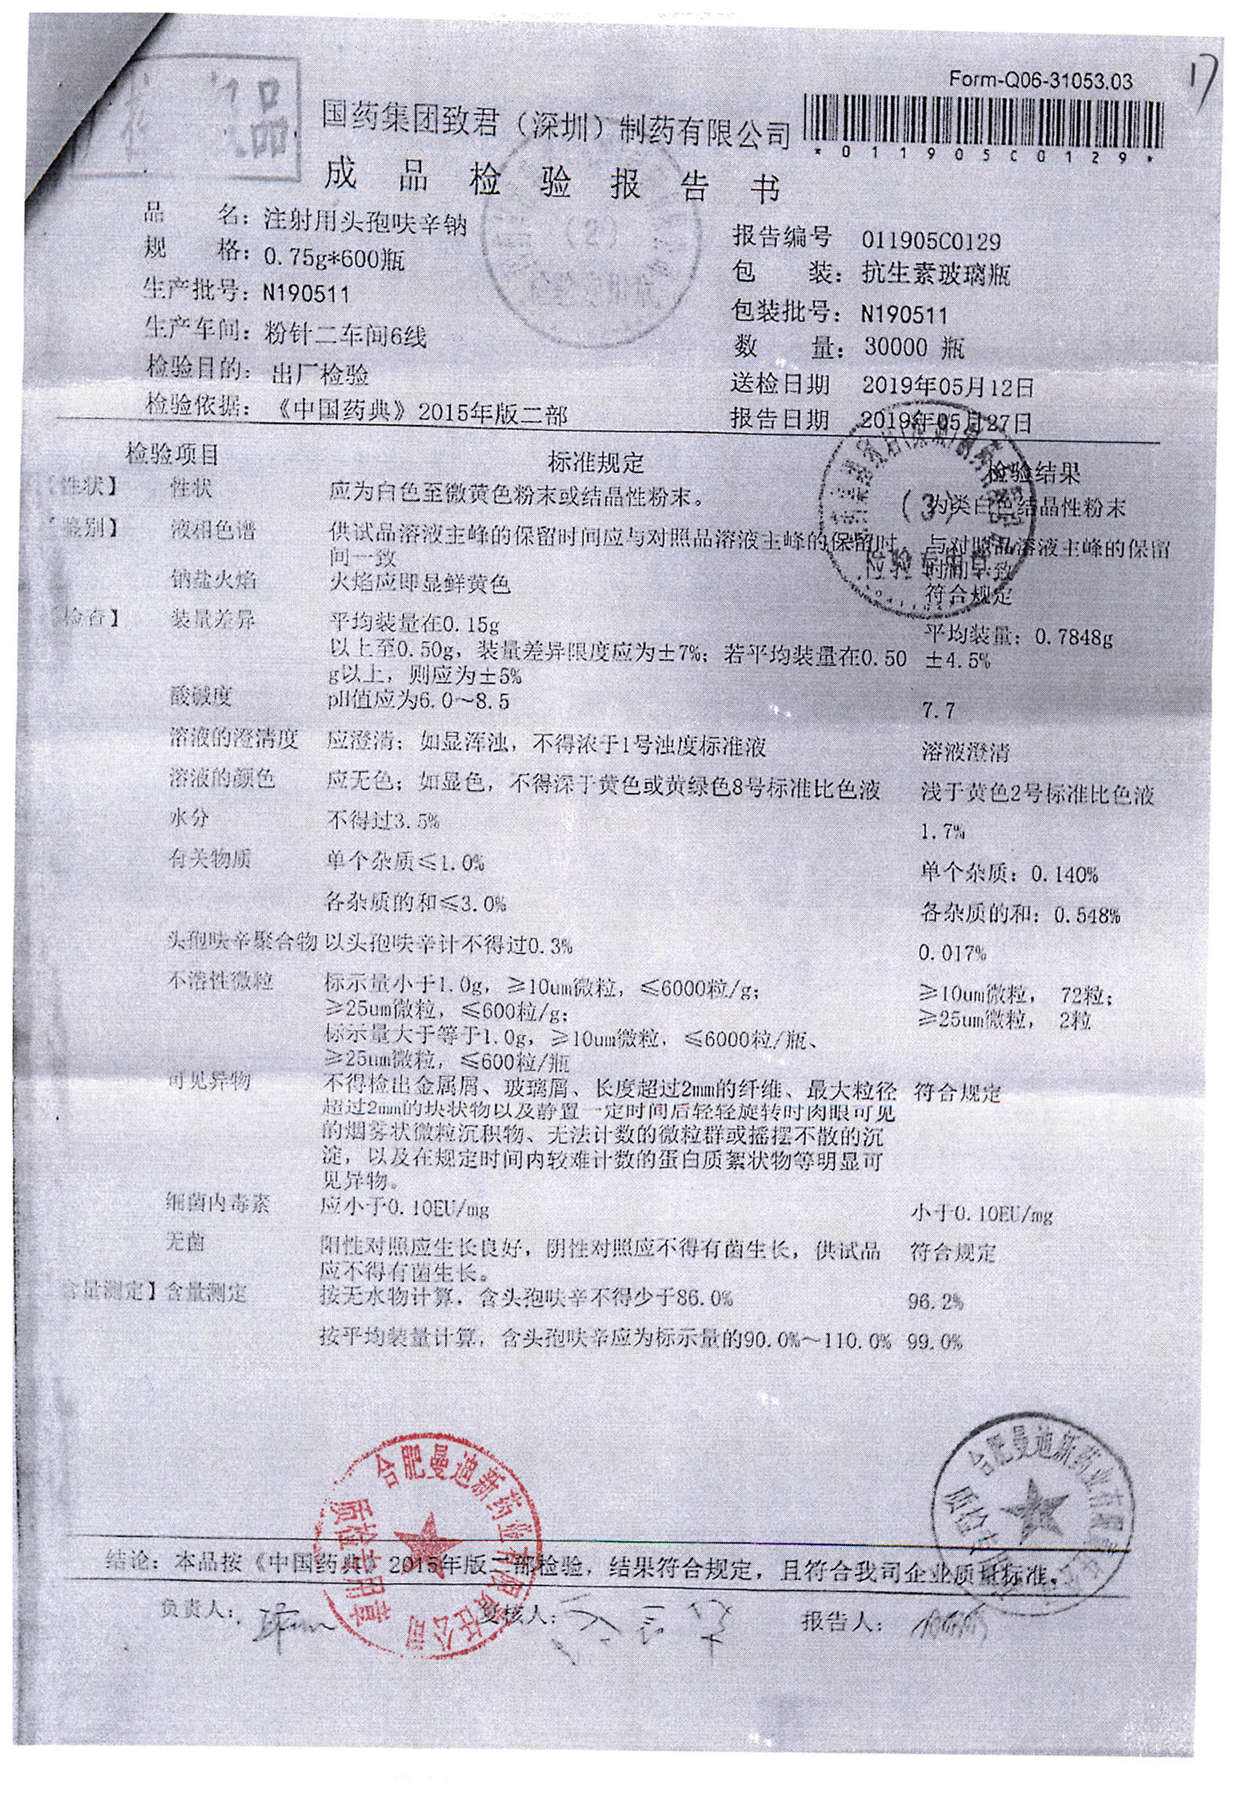 Form-Q06-31053.03
17
国药集团致君（深圳）制药有限公司
*011905C0129*
成品检验报告书
品名：注射用头孢呋辛钠
报告编号 011905C0129
规格：0.75g*600瓶
包装：抗生素玻璃瓶
生产批号：N190511
包装批号：N190511
生产车间：粉针二车间6线
数量：30000 瓶
检验目的：出厂检验
送检日期 2019年05月12日
检验依据：《中国药典》2015年版二部
报告日期 2019年05月27日
检验项目 标准规定 检验结果
【性状】 性状 应为白色至微黄色粉末或结晶性粉末。 为类白色结晶性粉末
【鉴别】 液相色谱 供试品溶液主峰的保留时间应与对照品溶液主峰的保留时 与对照品溶液主峰的保留
间一致 时间一致
钠盐火焰 火焰应即显鲜黄色 符合规定
【检查】 装量差异 平均装量在0.15g 平均装量：0.7848g
以上至0.50g，装量差异限度应为±7%；若平均装量在0.50 ±4.5%
g以上，则应为±5%
酸碱度 pH值应为6.0～8.5 7.7
溶液的澄清度 应澄清；如显浑浊，不得浓于1号浊度标准液 溶液澄清
溶液的颜色 应无色；如显色，不得深于黄色或黄绿色8号标准比色液 浅于黄色2号标准比色液
水分 不得过3.5% 1.7%
有关物质 单个杂质≤1.0% 单个杂质：0.140%
各杂质的和≤3.0% 各杂质的和：0.548%
头孢呋辛聚合物 以头孢呋辛计不得过0.3% 0.017%
不溶性微粒 标示量小于1.0g，≥10um微粒，≤6000粒/g； ≥10um微粒， 72粒；
≥25um微粒，≤600粒/g； ≥25um微粒， 2粒
标示量大于等于1.0g，≥10um微粒，≤6000粒/瓶、
≥25um微粒，≤600粒/瓶
可见异物 不得检出金属屑、玻璃屑、长度超过2mm的纤维、最大粒径 符合规定
超过2mm的块状物以及静置一定时间后轻轻旋转时肉眼可见
的烟雾状微粒沉积物、无法计数的微粒群或摇摆不散的沉
淀，以及在规定时间内较难计数的蛋白质絮状物等明显可
见异物。
细菌内毒素 应小于0.10EU/mg 小于0.10EU/mg
无菌 阳性对照应生长良好，阴性对照应不得有菌生长，供试品 符合规定
应不得有菌生长。
含量测定】 含量测定 按无水物计算，含头孢呋辛不得少于86.0% 96.2%
按平均装量计算，含头孢呋辛应为标示量的90.0%～110.0% 99.0%
合肥曼迪新药业有限责任公司
质检专用章
合肥曼迪新药业有限责任公司
结论：本品按《中国药典》2015年版二部检验，结果符合规定，且符合我司企业质量标准。
负责人：
复核人：
报告人：
(2)
(3)
检验专用章